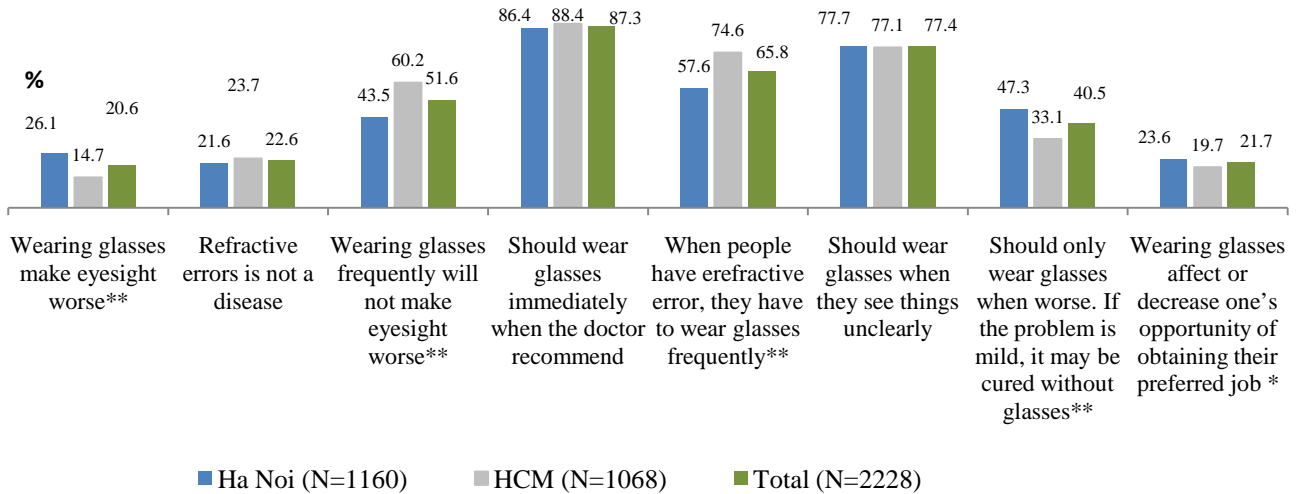 %
26.1 14.7 20.6
21.6 23.7 22.6
43.5 60.2 51.6
86.4 88.4 87.3
57.6 74.6 65.8
77.7 77.1 77.4
47.3 33.1 40.5
23.6 19.7 21.7
Wearing glasses
make eyesight
worse**
Refractive
errors is not a
disease
Wearing glasses
frequently will
not make
eyesight
worse**
Should wear
glasses
immediately
when the doctor
recommend
When people
have erefractive
error, they have
to wear glasses
frequently**
Should wear
glasses when
they see things
unclearly
Should only
wear glasses
when worse. If
the problem is
mild, it may be
cured without
glasses**
Wearing glasses
affect or
decrease one’s
opportunity of
obtaining their
preferred job *
Ha Noi (N=1160) HCM (N=1068) Total (N=2228)